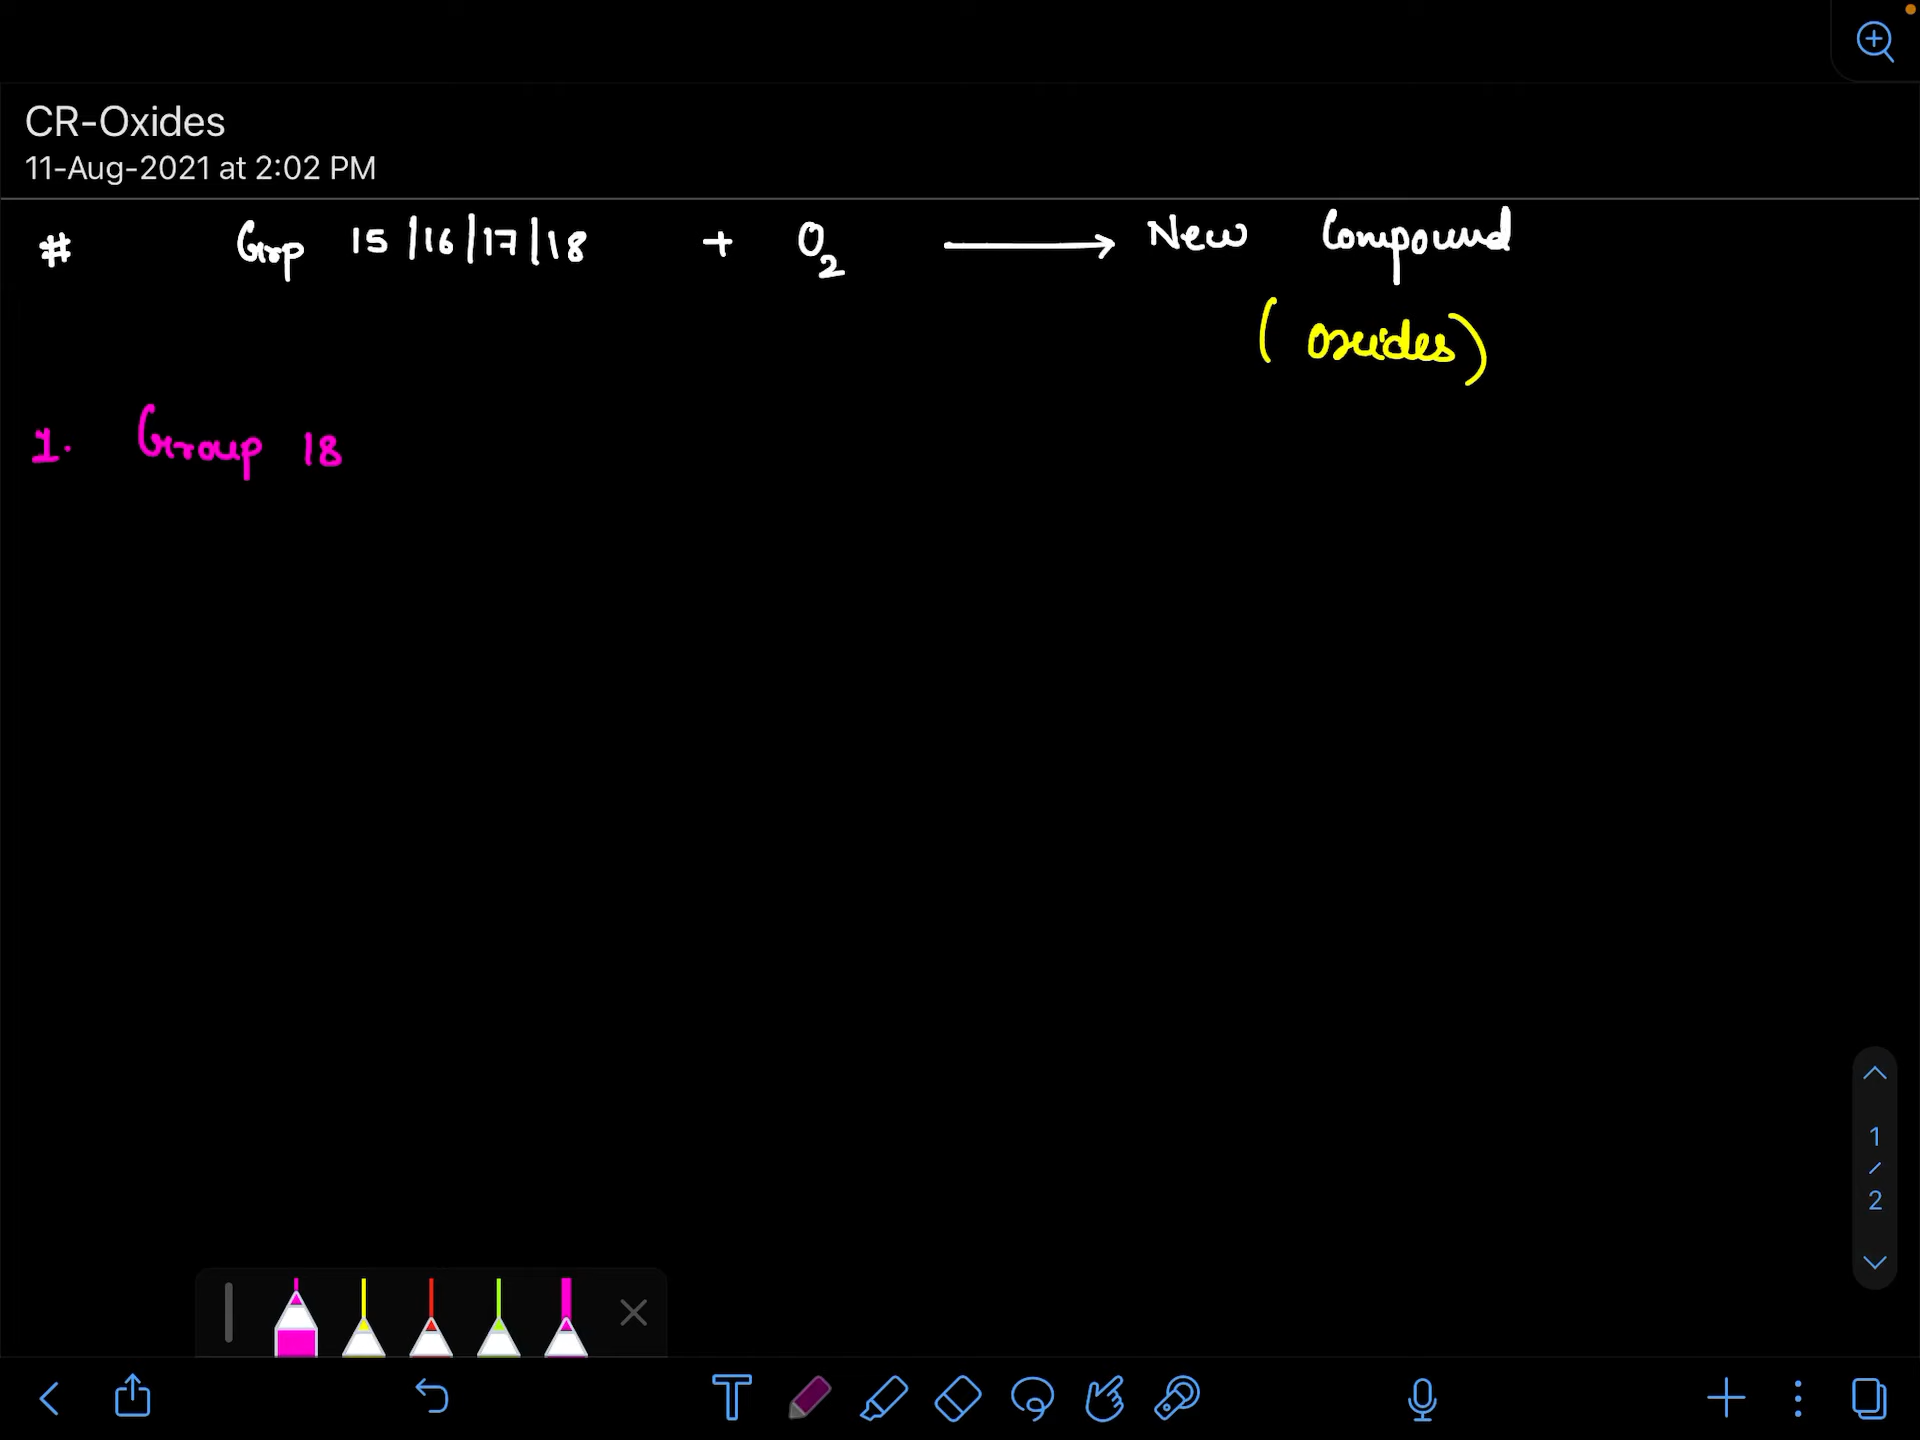 CR-Oxides
11-Aug-2021 at 2:02 PM
# Grp 15/16/17/18 + O₂ ⟶ New Compound
(Oxides)
1. Group 18
1
/
2
T